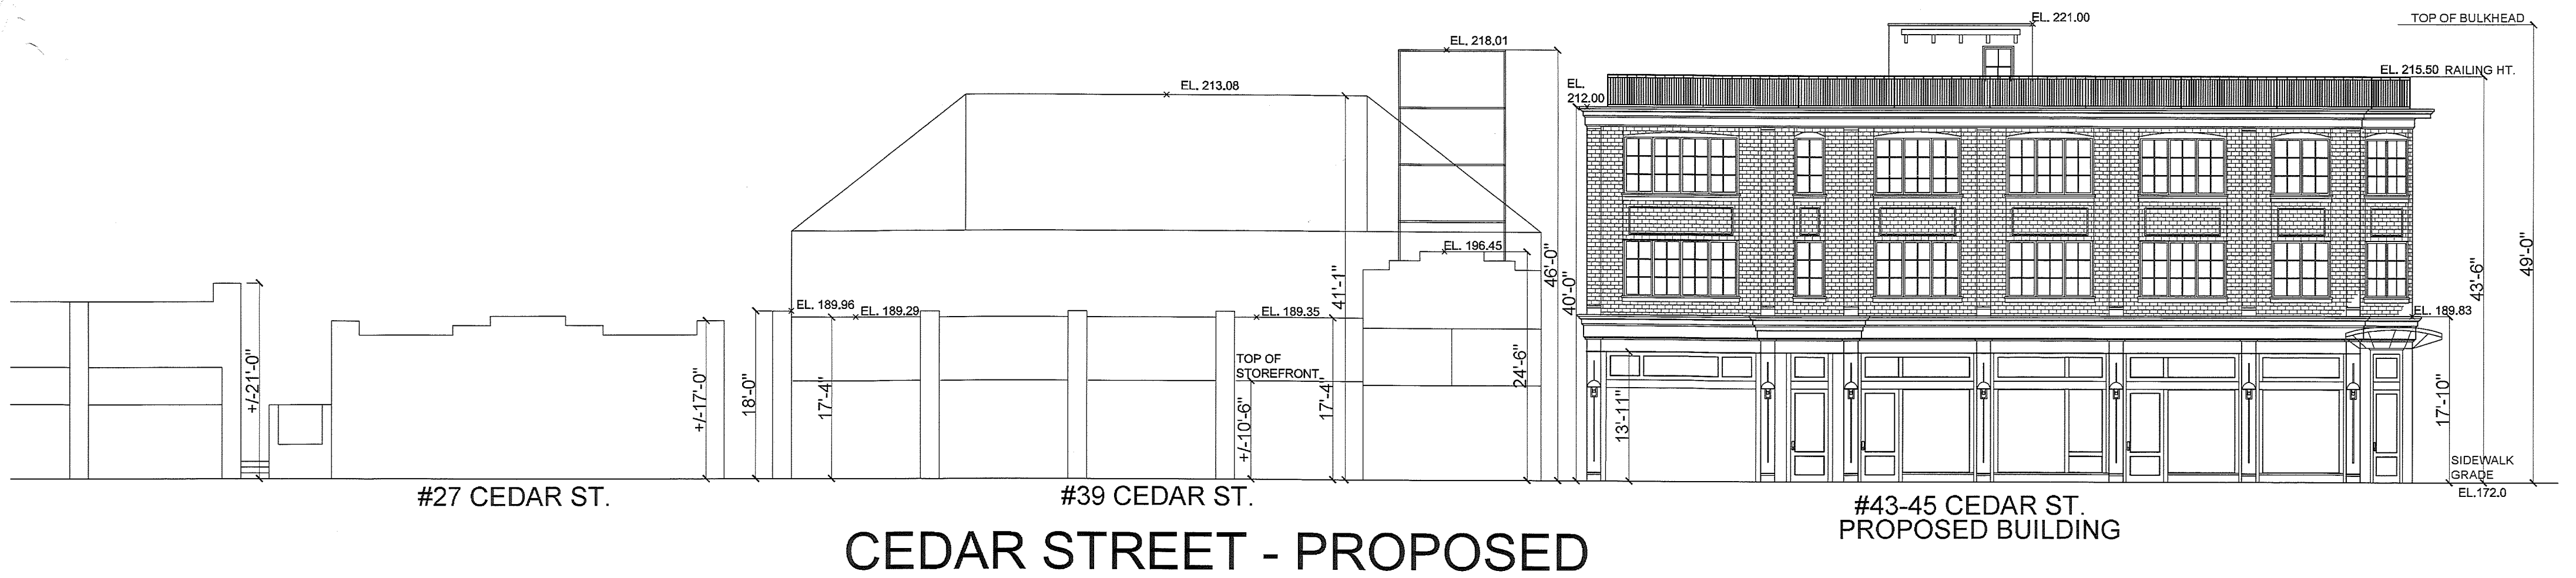 EL. 221.00
TOP OF BULKHEAD
EL. 218.01
EL. 215.50 RAILING HT.
EL. 213.08
EL.
212.00
EL. 196.45
EL. 189.96
EL. 189.29
EL. 189.35
EL. 189.83
TOP OF
STOREFRONT
+/-21'-0"
+/-17'-0"
18'-0"
17'-4"
+/-10'-6"
17'-4"
41'-1"
24'-6"
46'-0"
40'-0"
13'-11"
17'-10"
43'-6"
49'-0"
SIDEWALK
GRADE
EL.172.0
#27 CEDAR ST.
#39 CEDAR ST.
#43-45 CEDAR ST.
PROPOSED BUILDING
CEDAR STREET - PROPOSED